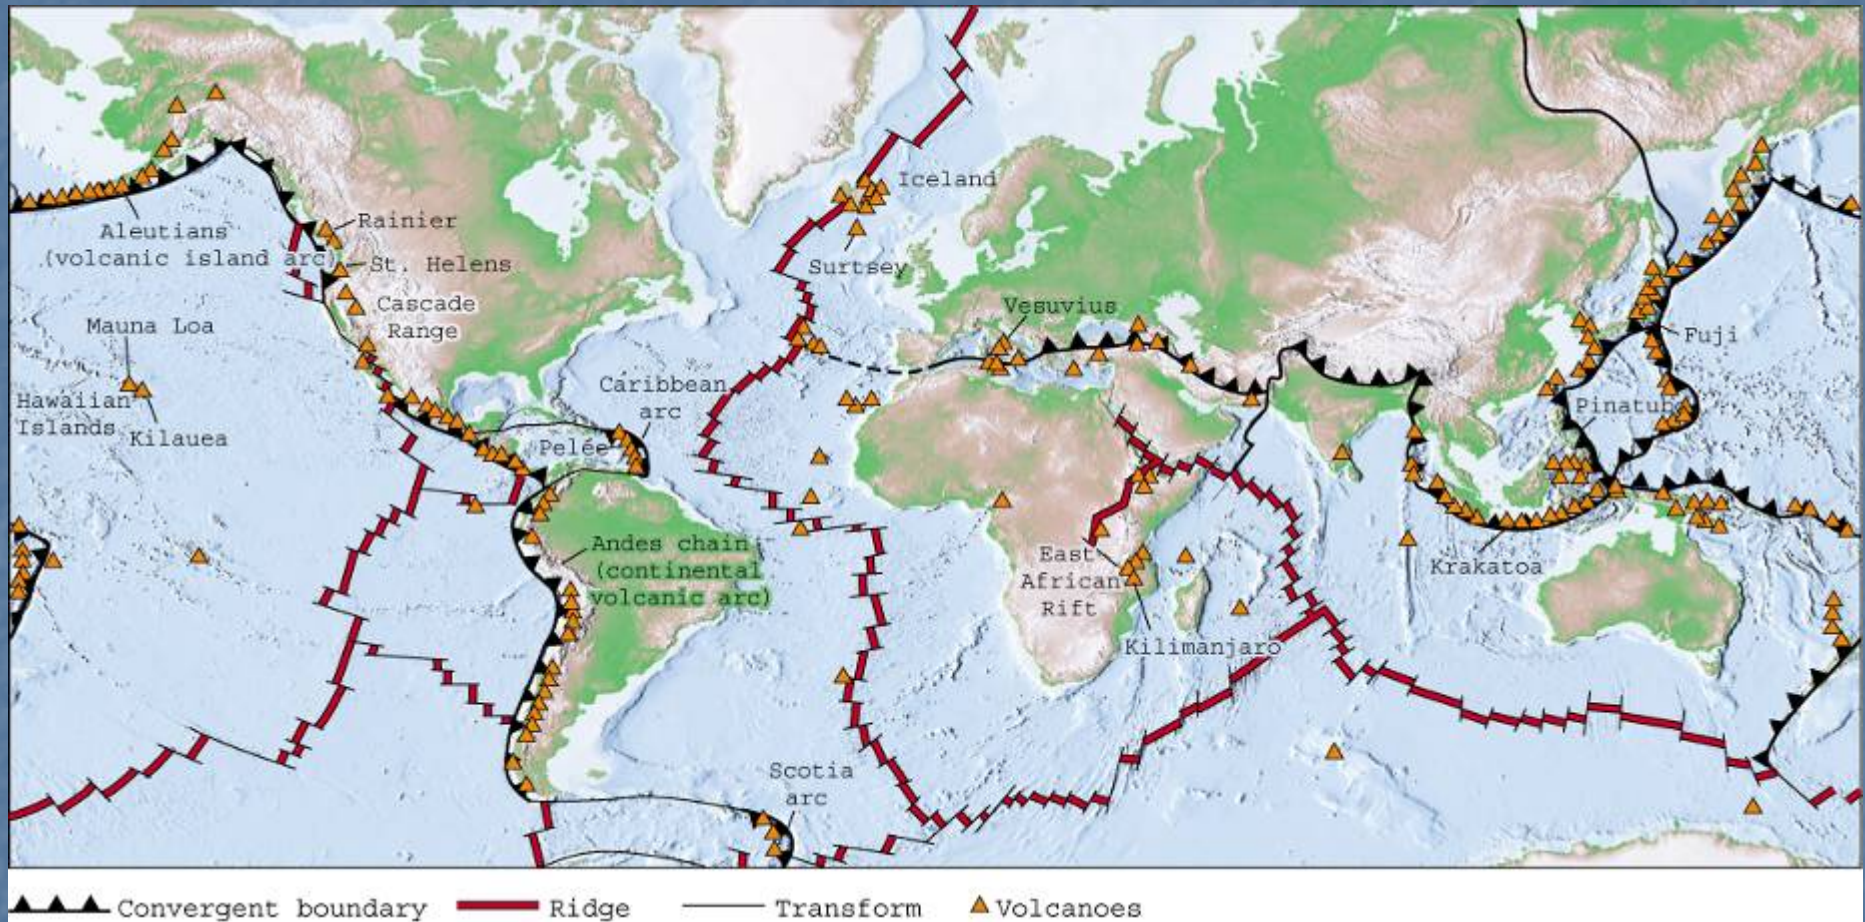 Iceland
Rainier
Aleutians
(volcanic island arc)
St. Helens
Surtsey
Cascade
Range
Vesuvius
Mauna Loa
Fuji
Caribbean
arc
Hawaiian
Islands
Kilauea
Pelée
Pinatub
Andes chain
(continental
volcanic arc)
East
African
Rift
Krakatoa
Kilimanjaro
Scotia
arc
Convergent boundary
Ridge
Transform
Volcanoes